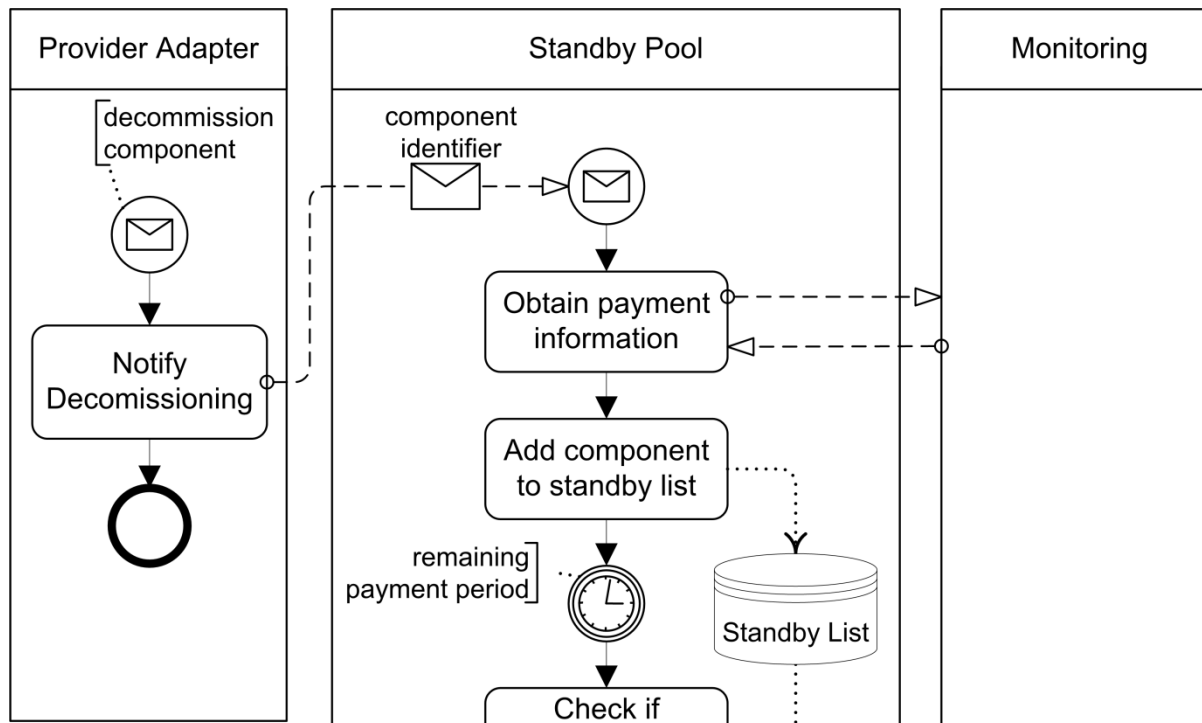 Provider Adapter
Standby Pool
Monitoring
decommission
component
component
identifier
Obtain payment
information
Notify
Decomissioning
Add component
to standby list
remaining
payment period
Standby List
Check if